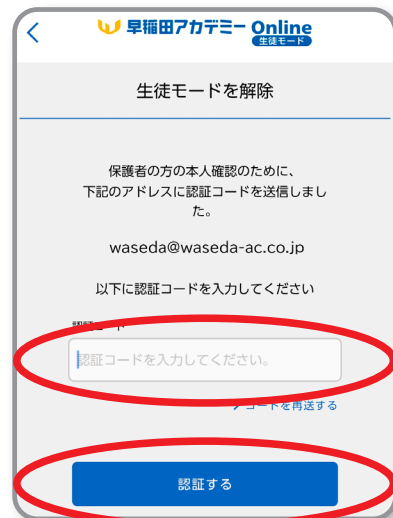 早稲田アカデミー Online
生徒モード
生徒モードを解除
保護者の方の本人確認のために、
下記のアドレスに認証コードを送信しまし
た。
waseda@waseda-ac.co.jp
以下に認証コードを入力してください
認証コード
認証コードを入力してください。
コードを再送する
認証する